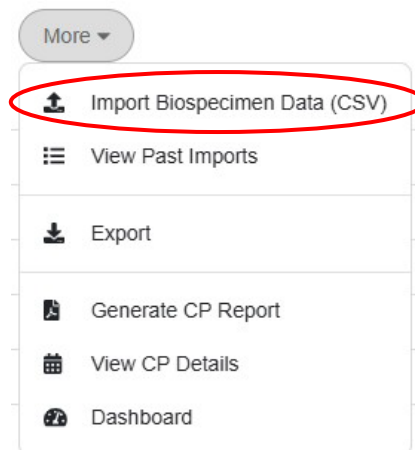 More
Import Biospecimen Data (CSV)
View Past Imports
Export
Generate CP Report
View CP Details
Dashboard